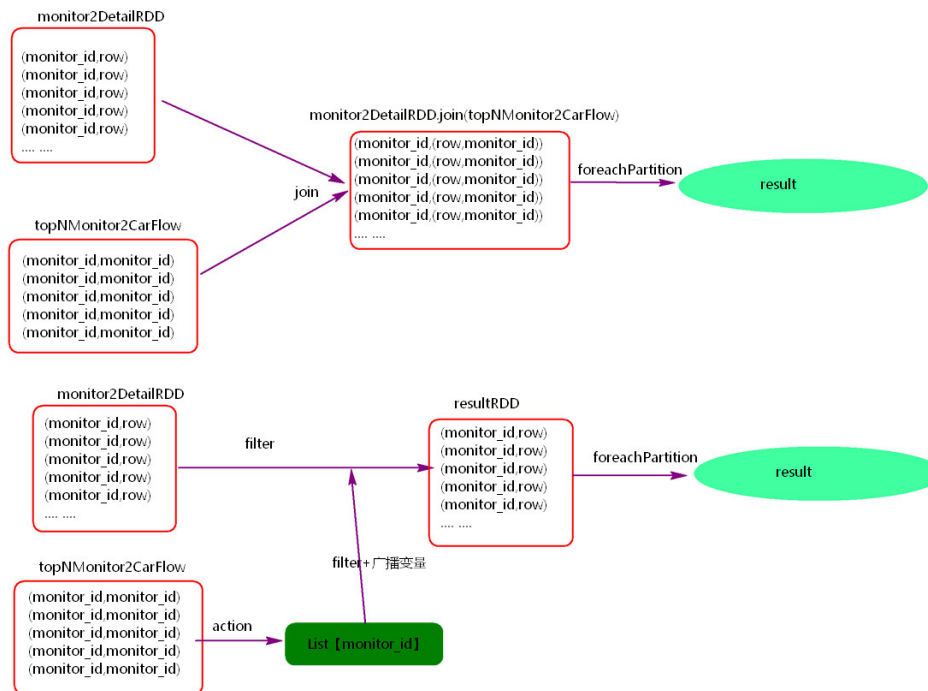 monitor2DetailRDD
(monitor_id,row)
(monitor_id,row)
(monitor_id,row)
(monitor_id,row)
(monitor_id,row)
.... ....
topNMonitor2CarFlow
(monitor_id,monitor_id)
(monitor_id,monitor_id)
(monitor_id,monitor_id)
(monitor_id,monitor_id)
(monitor_id,monitor_id)
join
monitor2DetailRDD.join(topNMonitor2CarFlow)
(monitor_id,(row,monitor_id))
(monitor_id,(row,monitor_id))
(monitor_id,(row,monitor_id))
(monitor_id,(row,monitor_id))
(monitor_id,(row,monitor_id))
.... ....
foreachPartition
result
monitor2DetailRDD
(monitor_id,row)
(monitor_id,row)
(monitor_id,row)
(monitor_id,row)
(monitor_id,row)
.... ....
filter
resultRDD
(monitor_id,row)
(monitor_id,row)
(monitor_id,row)
(monitor_id,row)
(monitor_id,row)
.... ....
foreachPartition
result
filter+广播变量
topNMonitor2CarFlow
(monitor_id,monitor_id)
(monitor_id,monitor_id)
(monitor_id,monitor_id)
(monitor_id,monitor_id)
(monitor_id,monitor_id)
action
List【monitor_id】